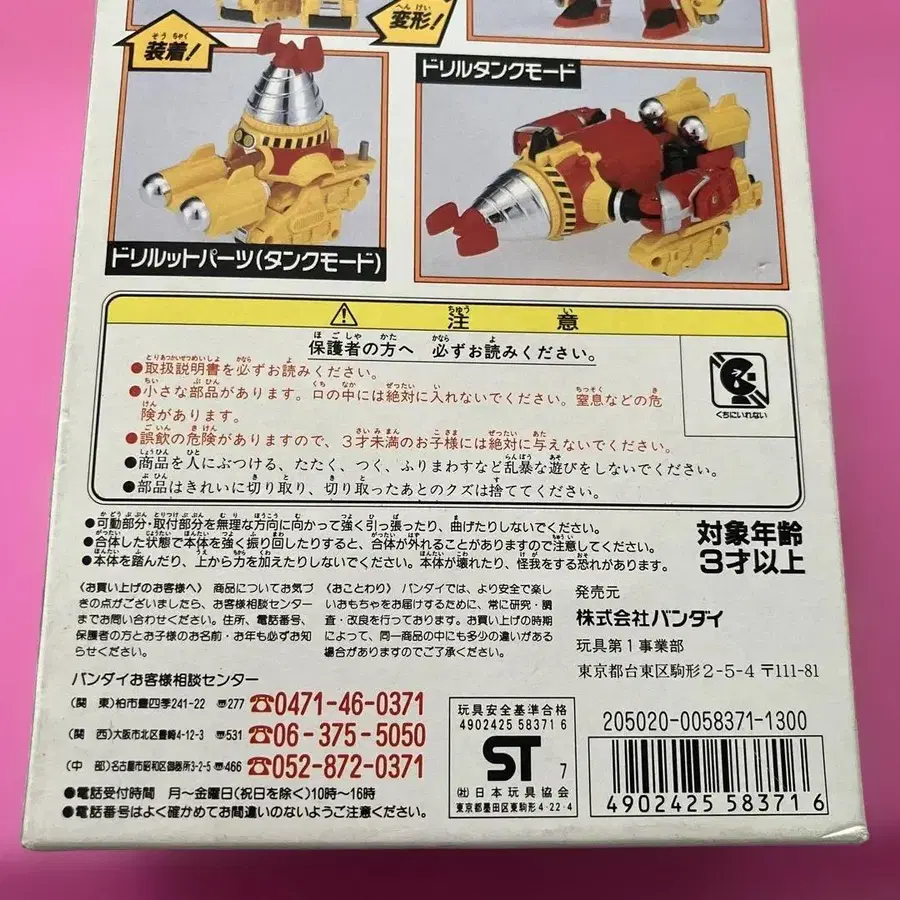 変形!
装着!
ドリルタンクモード
ドリルットパーツ(タンクモード)
⚠ 注意
保護者の方へ 必ずお読みください。
●取扱説明書を必ずお読みください。
●小さな部品があります。口の中には絶対に入れないでください。窒息などの危
険があります。
●誤飲の危険がありますので、3才未満のお子様には絶対に与えないでください。
●商品を人にぶつける、たたく、つく、ふりまわすなど乱暴な遊びをしないでください。
●部品はきれいに切り取り、切り取ったあとのクズは捨ててください。
くちにいれない
●可動部分・取付部分を無理な方向に向かって強く引っ張ったり、曲げたりしないでください。
●合体した状態で本体を強く振り回したりすると、合体が外れることがありますので注意してください。
●本体を踏んだり、上から力を加えたりしないでください。本体が壊れたり、怪我をする恐れがあります。
対象年齢
3才以上
〈お買い上げのお客様へ〉 商品についてお気づ
きの点がございましたら、お客様相談センター
までお問い合わせください。住所、電話番号、
保護者の方とお子様のお名前・お年も必ずお知
らせください。
〈おことわり〉 バンダイでは、より安全で楽し
いおもちゃをお届けするために、常に研究・調
査・改良を行っております。お買い上げの時期
によって、同一商品の中にも多少の違いがある
場合がありますのでご了承ください。
発売元
株式会社バンダイ
玩具第1事業部
東京都台東区駒形2-5-4 〒111-81
バンダイお客様相談センター
(関 東)柏市豊四季241-22 〒277 ☎0471-46-0371
(関 西)大阪市北区豊崎4-12-3 〒531 ☎06-375-5050
(中 部)名古屋市昭和区御器所3-2-5 〒466 ☎052-872-0371
●電話受付時間 月~金曜日(祝日を除く)10時~16時
●電話番号はよく確かめてお間違いのないようご注意ください。
玩具安全基準合格
4902425583716
ST 7
㈳日本玩具協会
東京都墨田区東駒形4-22-4
205020-0058371-1300
4902425583716